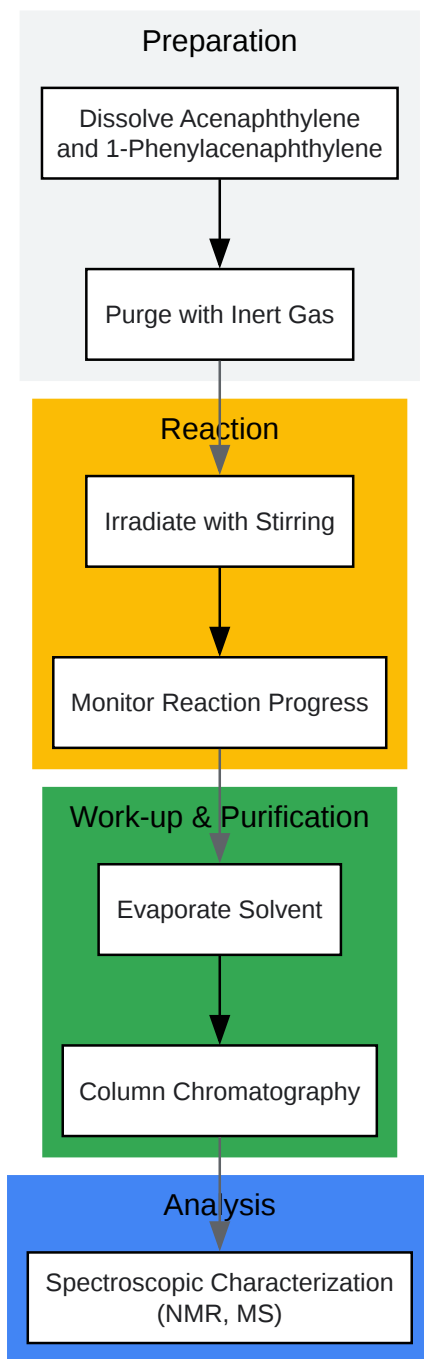 Preparation
Dissolve Acenaphthylene
and 1-Phenylacenaphthylene
Purge with Inert Gas
Reaction
Irradiate with Stirring
Monitor Reaction Progress
Work-up & Purification
Evaporate Solvent
Column Chromatography
Analysis
Spectroscopic Characterization
(NMR, MS)